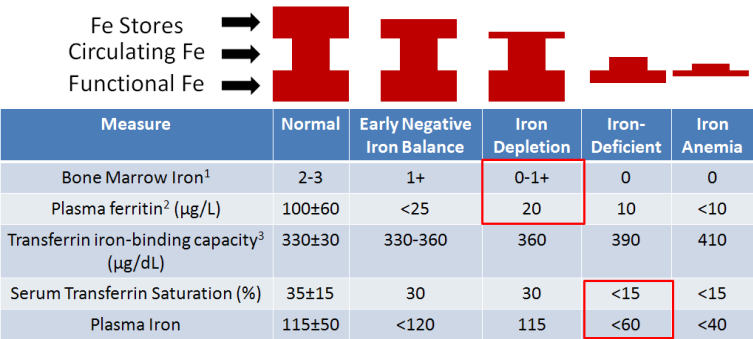 Fe Stores
Circulating Fe
Functional Fe
Measure Normal Early Negative Iron Balance Iron Depletion Iron-Deficient Iron Anemia
Bone Marrow Iron¹ 2-3 1+ 0-1+ 0 0
Plasma ferritin² (µg/L) 100±60 <25 20 10 <10
Transferrin iron-binding capacity³ (µg/dL) 330±30 330-360 360 390 410
Serum Transferrin Saturation (%) 35±15 30 30 <15 <15
Plasma Iron 115±50 <120 115 <60 <40